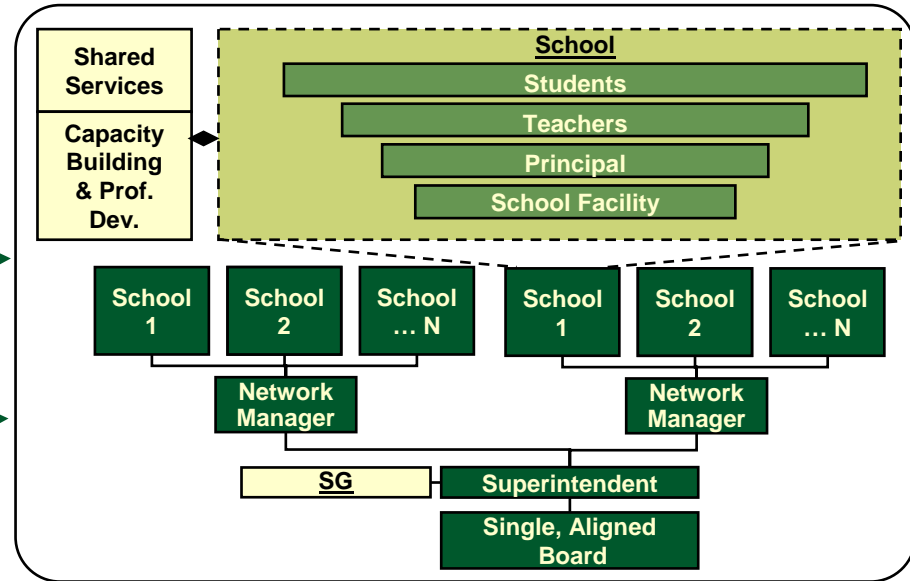 Shared
Services
Capacity
Building
& Prof.
Dev.
School
Students
Teachers
Principal
School Facility
School
1
School
2
School
... N
School
1
School
2
School
... N
Network
Manager
Network
Manager
SG
Superintendent
Single, Aligned
Board